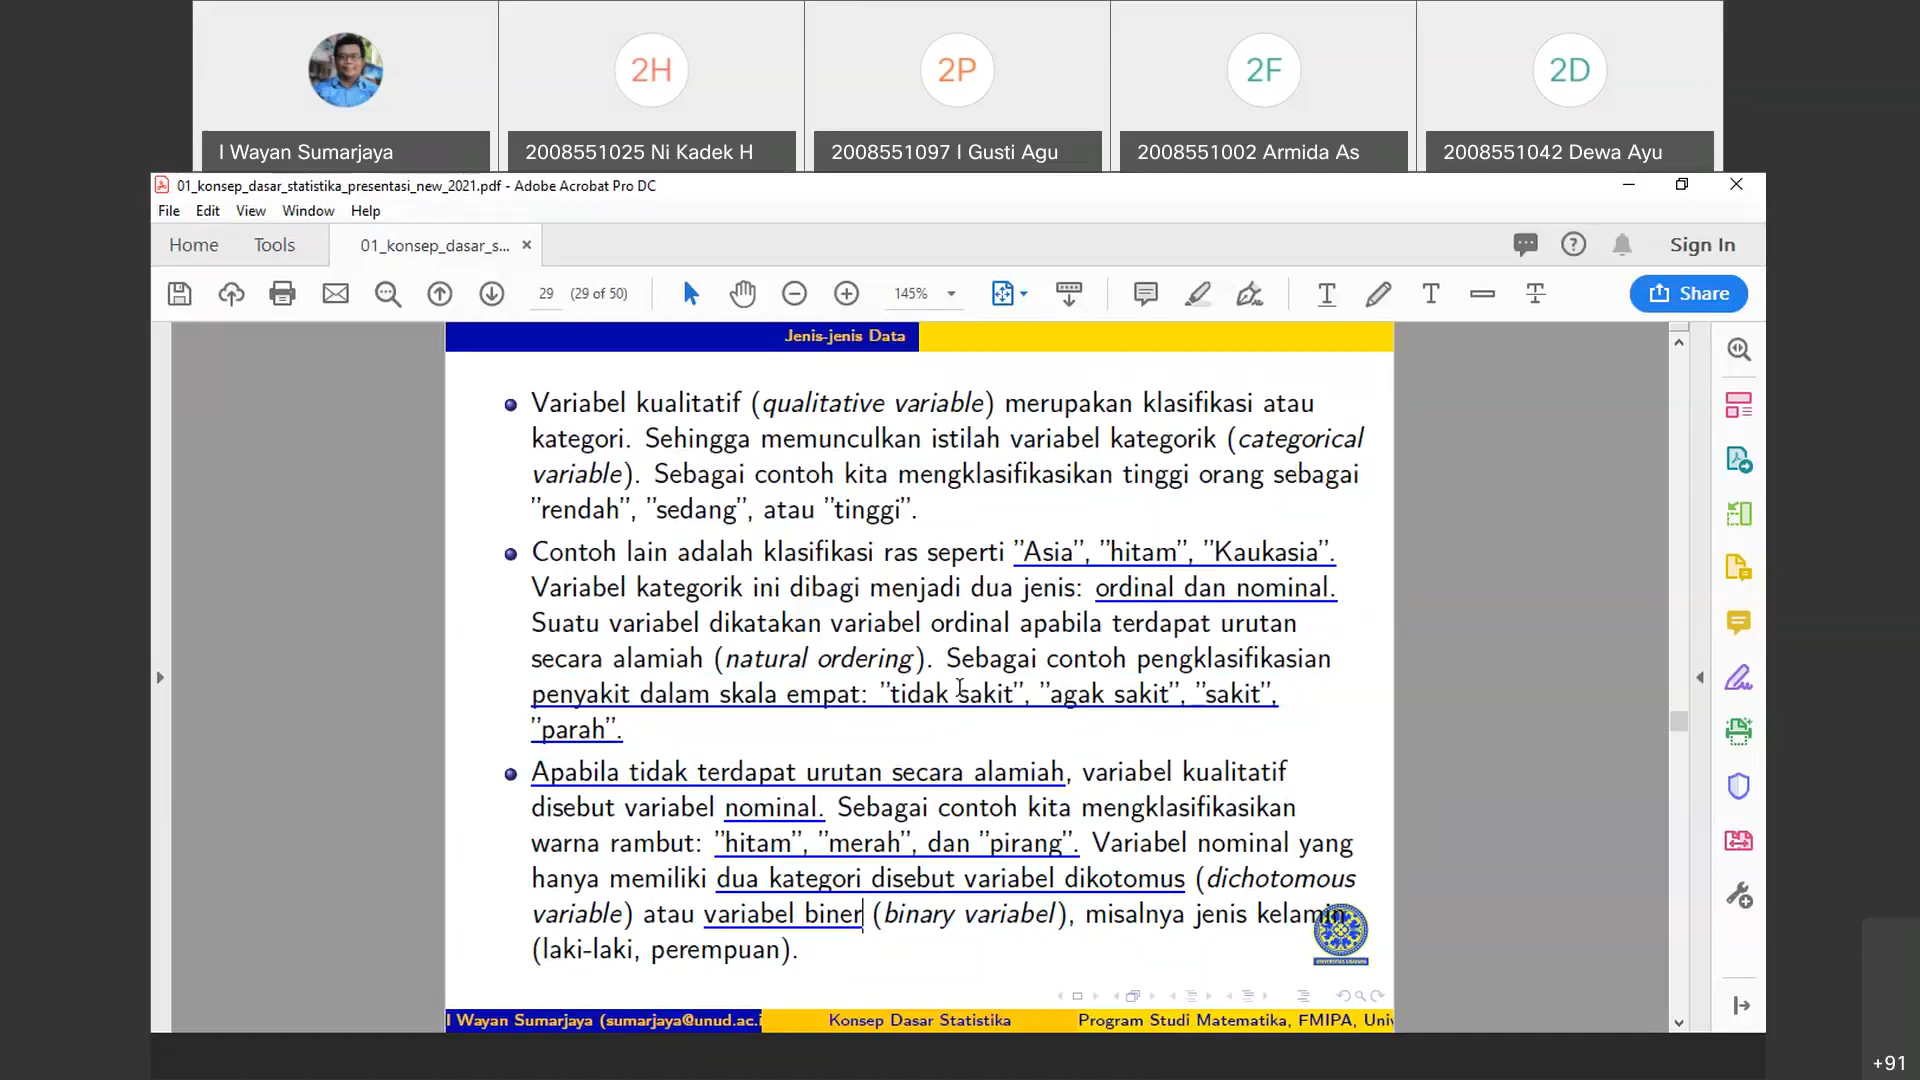 2H
2P
2F
2D
I Wayan Sumarjaya
2008551025 Ni Kadek H
2008551097 I Gusti Agu
2008551002 Armida As
2008551042 Dewa Ayu
01_konsep_dasar_statistika_presentasi_new_2021.pdf - Adobe Acrobat Pro DC
File Edit View Window Help
Home Tools 01_konsep_dasar_s... Sign In
29 (29 of 50) 145% Share
Jenis-jenis Data
Variabel kualitatif (qualitative variable) merupakan klasifikasi atau
kategori. Sehingga memunculkan istilah variabel kategorik (categorical
variable). Sebagai contoh kita mengklasifikasikan tinggi orang sebagai
"rendah", "sedang", atau "tinggi".
Contoh lain adalah klasifikasi ras seperti "Asia", "hitam", "Kaukasia".
Variabel kategorik ini dibagi menjadi dua jenis: ordinal dan nominal.
Suatu variabel dikatakan variabel ordinal apabila terdapat urutan
secara alamiah (natural ordering). Sebagai contoh pengklasifikasian
penyakit dalam skala empat: "tidak sakit", "agak sakit", "sakit",
"parah".
Apabila tidak terdapat urutan secara alamiah, variabel kualitatif
disebut variabel nominal. Sebagai contoh kita mengklasifikasikan
warna rambut: "hitam", "merah", dan "pirang". Variabel nominal yang
hanya memiliki dua kategori disebut variabel dikotomus (dichotomous
variable) atau variabel biner (binary variabel), misalnya jenis kelamin
(laki-laki, perempuan).
UNIVERSITAS UDAYANA
I Wayan Sumarjaya (sumarjaya@unud.ac.i Konsep Dasar Statistika Program Studi Matematika, FMIPA, Univ
+91